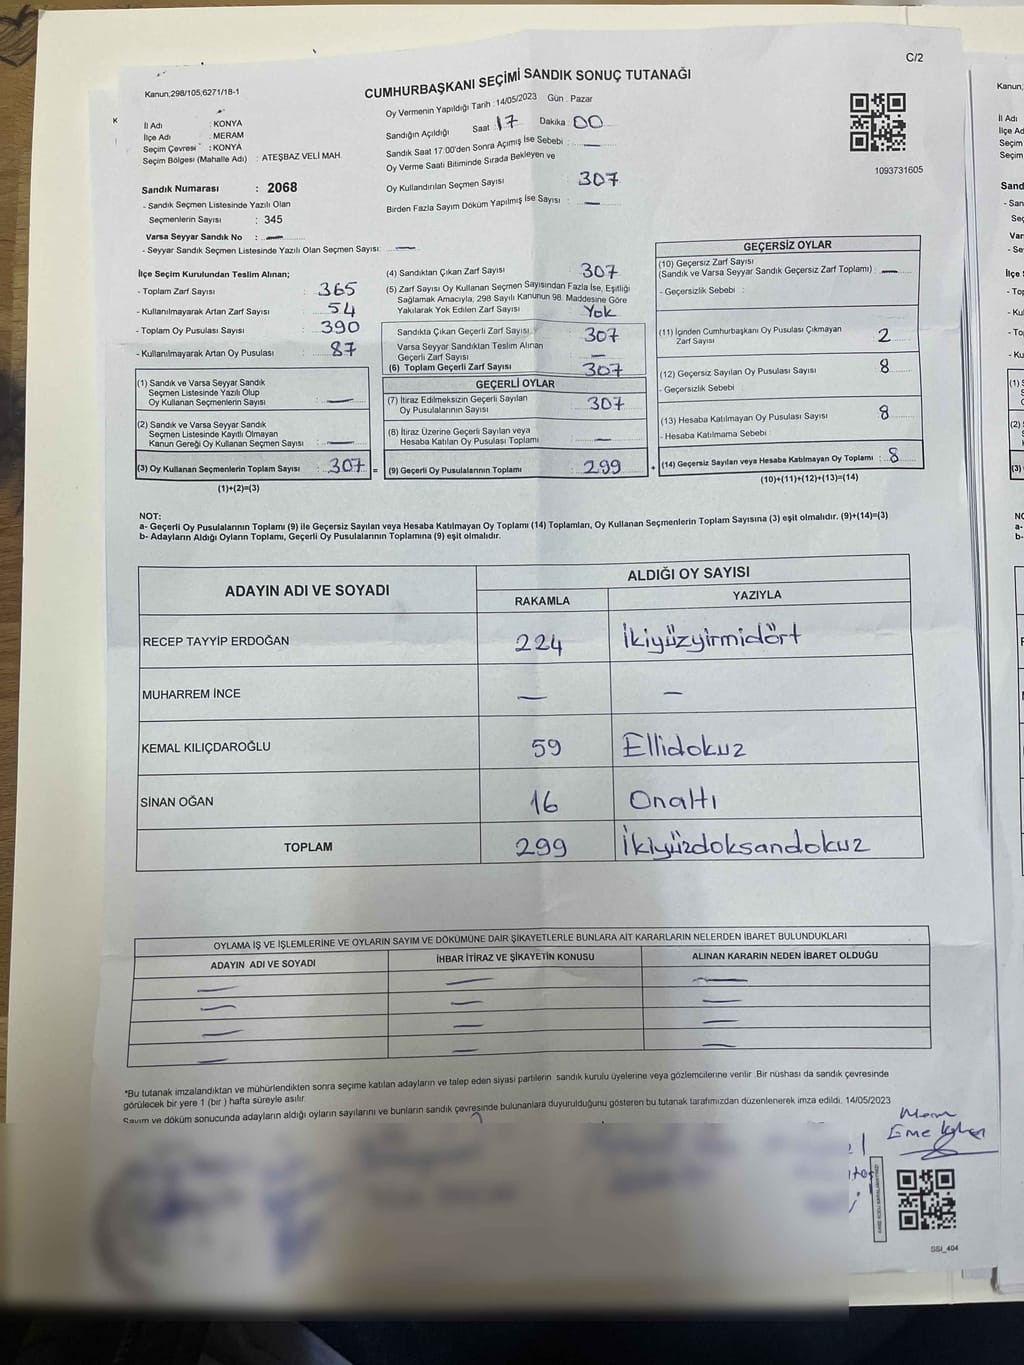 C/2
Kanun,298/105,6271/18-1
CUMHURBAŞKANI SEÇİMİ SANDIK SONUÇ TUTANAĞI
Oy Vermenin Yapıldığı Tarih : 14/05/2023 Gün : Pazar
İl Adı : KONYA
İlçe Adı : MERAM
Seçim Çevresi : KONYA
Seçim Bölgesi (Mahalle Adı) : ATEŞBAZ VELİ MAH.
Sandığın Açıldığı Saat : 17 Dakika : 00
Sandık Saat 17:00'den Sonra Açımış İse Sebebi : —
Oy Verme Saati Bitiminde Sırada Bekleyen ve
Oy Kullandırılan Seçmen Sayısı : 307
Birden Fazla Sayım Döküm Yapılmış İse Sayısı : —
1093731605
Sandık Numarası : 2068
- Sandık Seçmen Listesinde Yazılı Olan
Seçmenlerin Sayısı : 345
Varsa Seyyar Sandık No : —
- Seyyar Sandık Seçmen Listesinde Yazılı Olan Seçmen Sayısı: —
İlçe Seçim Kurulundan Teslim Alınan;
- Toplam Zarf Sayısı : 365
- Kullanılmayarak Artan Zarf Sayısı : 54
- Toplam Oy Pusulası Sayısı : 390
- Kullanılmayarak Artan Oy Pusulası : 87
(1) Sandık ve Varsa Seyyar Sandık
Seçmen Listesinde Yazılı Olup
Oy Kullanan Seçmenlerin Sayısı : —
(2) Sandık ve Varsa Seyyar Sandık
Seçmen Listesinde Kayıtlı Olmayan
Kanun Gereği Oy Kullanan Seçmen Sayısı : —
(3) Oy Kullanan Seçmenlerin Toplam Sayısı : 307 =
(1)+(2)=(3)
(4) Sandıktan Çıkan Zarf Sayısı : 307
(5) Zarf Sayısı Oy Kullanan Seçmen Sayısından Fazla İse, Eşitliği
Sağlamak Amacıyla, 298 Sayılı Kanunun 98. Maddesine Göre
Yakılarak Yok Edilen Zarf Sayısı : Yok
Sandıkta Çıkan Geçerli Zarf Sayısı : 307
Varsa Seyyar Sandıktan Teslim Alınan
Geçerli Zarf Sayısı : —
(6) Toplam Geçerli Zarf Sayısı : 307
GEÇERLİ OYLAR
(7) İtiraz Edilmeksizin Geçerli Sayılan
Oy Pusulalarının Sayısı : 307
(8) İtiraz Üzerine Geçerli Sayılan veya
Hesaba Katılan Oy Pusulası Toplamı : —
(9) Geçerli Oy Pusulalarının Toplamı : 299 +
GEÇERSİZ OYLAR
(10) Geçersiz Zarf Sayısı
(Sandık ve Varsa Seyyar Sandık Geçersiz Zarf Toplamı) : —
- Geçersizlik Sebebi :
(11) İçinden Cumhurbaşkanı Oy Pusulası Çıkmayan
Zarf Sayısı : 2
(12) Geçersiz Sayılan Oy Pusulası Sayısı : 8
- Geçersizlik Sebebi :
(13) Hesaba Katılmayan Oy Pusulası Sayısı : 8
- Hesaba Katılmama Sebebi :
(14) Geçersiz Sayılan veya Hesaba Katılmayan Oy Toplamı : 8
(10)+(11)+(12)+(13)=(14)
NOT:
a- Geçerli Oy Pusulalarının Toplamı (9) ile Geçersiz Sayılan veya Hesaba Katılmayan Oy Toplamı (14) Toplamları, Oy Kullanan Seçmenlerin Toplam Sayısına (3) eşit olmalıdır. (9)+(14)=(3)
b- Adayların Aldığı Oyların Toplamı, Geçerli Oy Pusulalarının Toplamına (9) eşit olmalıdır.
ADAYIN ADI VE SOYADI ALDIĞI OY SAYISI
RAKAMLA YAZIYLA
RECEP TAYYİP ERDOĞAN 224 İkiyüzyirmidört
MUHARREM İNCE — —
KEMAL KILIÇDAROĞLU 59 Ellidokuz
SİNAN OĞAN 16 Onaltı
TOPLAM 299 İkiyüzdoksandokuz
OYLAMA İŞ VE İŞLEMLERİNE VE OYLARIN SAYIM VE DÖKÜMÜNE DAİR ŞİKAYETLERLE BUNLARA AİT KARARLARIN NELERDEN İBARET BULUNDUKLARI
ADAYIN ADI VE SOYADI İHBAR İTİRAZ VE ŞİKAYETİN KONUSU ALINAN KARARIN NEDEN İBARET OLDUĞU
— — —
— — —
— — —
— — —
*Bu tutanak imzalandıktan ve mühürlendikten sonra seçime katılan adayların ve talep eden siyasi partilerin sandık kurulu üyelerine veya gözlemcilerine verilir .Bir nüshası da sandık çevresinde
görülecek bir yere 1 (bir ) hafta süreyle asılır.
Sayım ve döküm sonucunda adayların aldığı oyların sayılarını ve bunların sandık çevresinde bulunanlara duyurulduğunu gösteren bu tutanak tarafımızdan düzenlenerek imza edildi. 14/05/2023
SSI_404